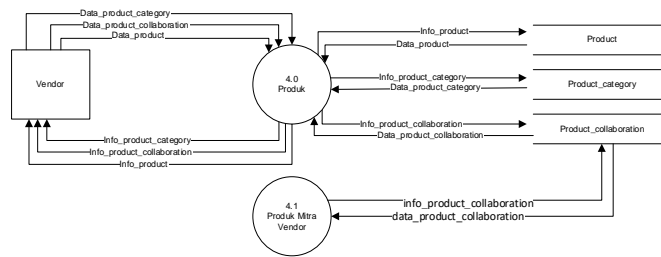 Data_product_category
Data_product_collaboration
Data_product
Vendor
4.0
Produk
Info_product
Data_product
Product
Info_product_category
Data_product_category
Product_category
Info_product_collaboration
Data_product_collaboration
Product_collaboration
Info_product_category
Info_product_collaboration
Info_product
4.1
Produk Mitra
Vendor
info_product_collaboration
data_product_collaboration